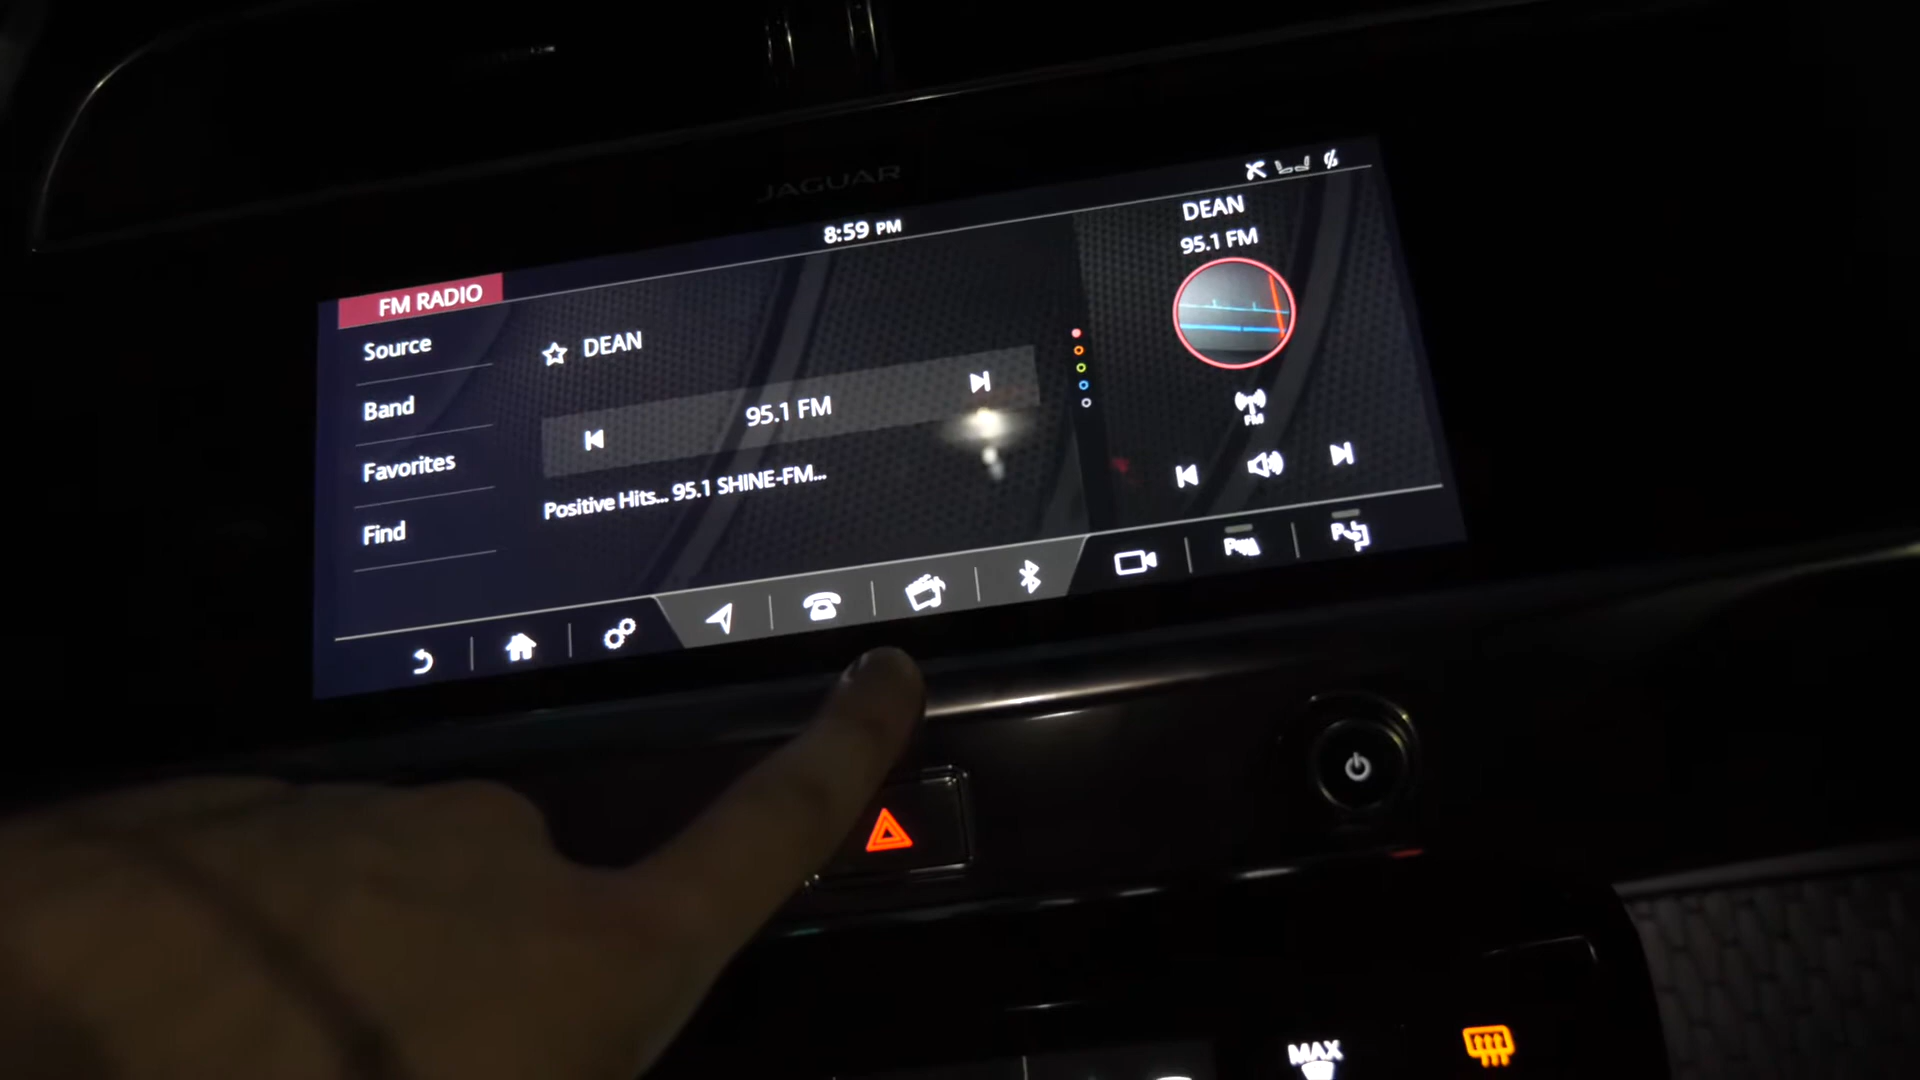 JAGUAR
8:59 PM
DEAN
95.1 FM
FM RADIO
Source
Band
Favorites
Find
DEAN
95.1 FM
Positive Hits... 95.1 SHINE-FM...
FM
P
P
MAX